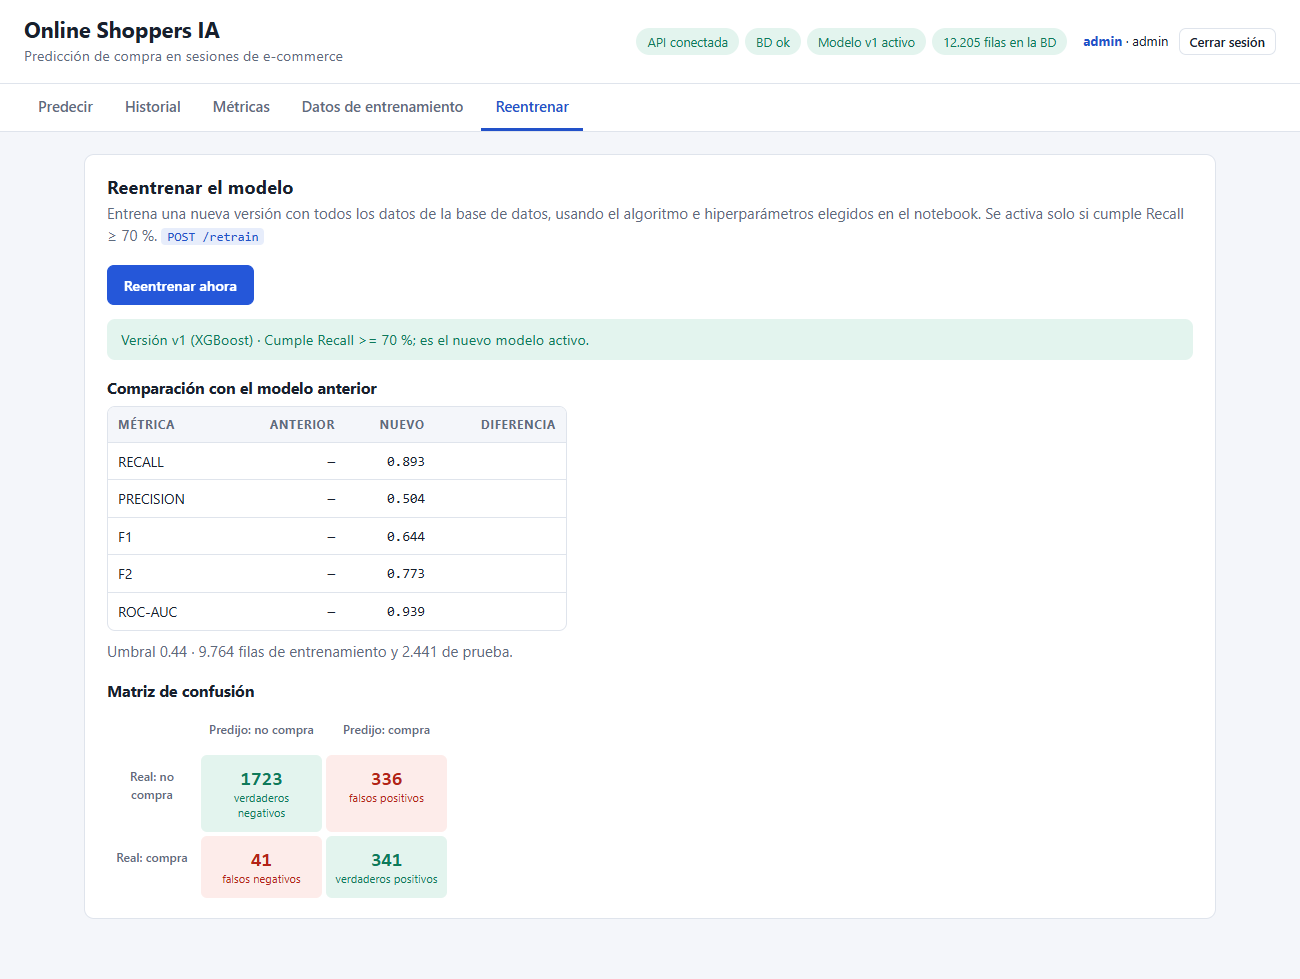 Online Shoppers IA
Predicción de compra en sesiones de e-commerce
API conectada
BD ok
Modelo v1 activo
12.205 filas en la BD
admin · admin
Cerrar sesión
Predecir
Historial
Métricas
Datos de entrenamiento
Reentrenar
Reentrenar el modelo
Entrena una nueva versión con todos los datos de la base de datos, usando el algoritmo e hiperparámetros elegidos en el notebook. Se activa solo si cumple Recall
≥ 70 %. POST /retrain
Reentrenar ahora
Versión v1 (XGBoost) · Cumple Recall >= 70 %; es el nuevo modelo activo.
Comparación con el modelo anterior
MÉTRICA ANTERIOR NUEVO DIFERENCIA
RECALL – 0.893
PRECISION – 0.504
F1 – 0.644
F2 – 0.773
ROC-AUC – 0.939
Umbral 0.44 · 9.764 filas de entrenamiento y 2.441 de prueba.
Matriz de confusión
Predijo: no compra
Predijo: compra
Real: no
compra
1723
verdaderos
negativos
336
falsos positivos
Real: compra
41
falsos negativos
341
verdaderos positivos